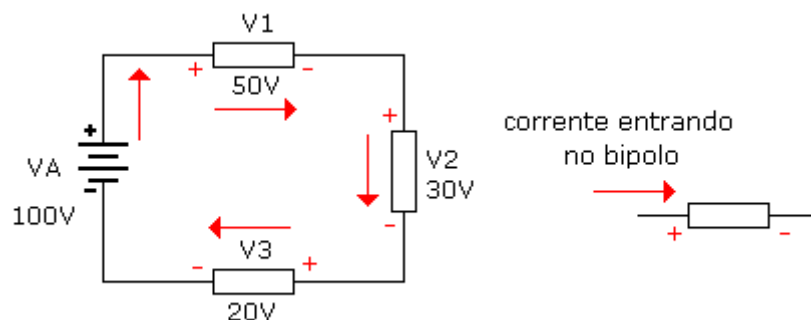 V1
+ -
50V
+
VA
-
100V
+
V2
30V
-
V3
- +
20V
corrente entrando
no bipolo
+ -